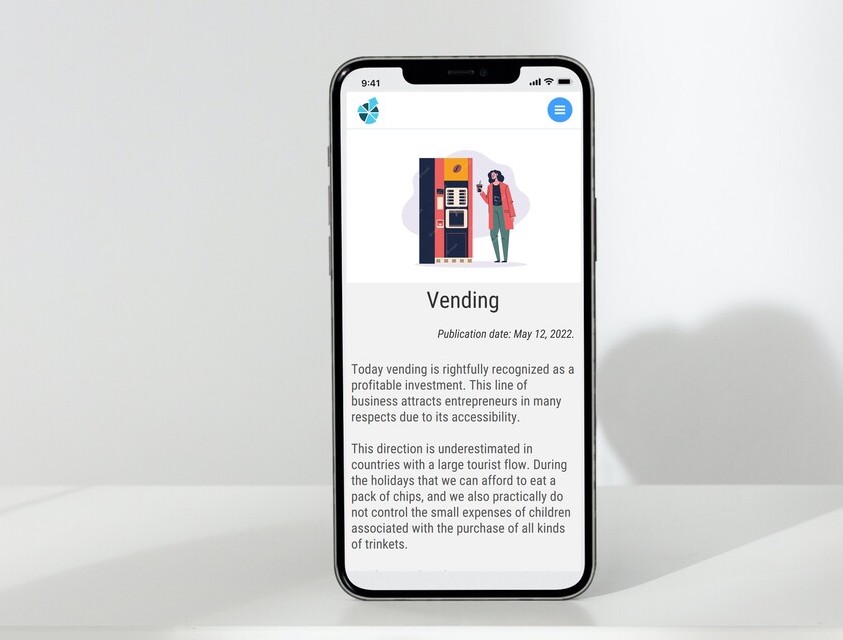 9:41
Vending
Publication date: May 12, 2022.
Today vending is rightfully recognized as a
profitable investment. This line of
business attracts entrepreneurs in many
respects due to its accessibility.
This direction is underestimated in
countries with a large tourist flow. During
the holidays that we can afford to eat a
pack of chips, and we also practically do
not control the small expenses of children
associated with the purchase of all kinds
of trinkets.